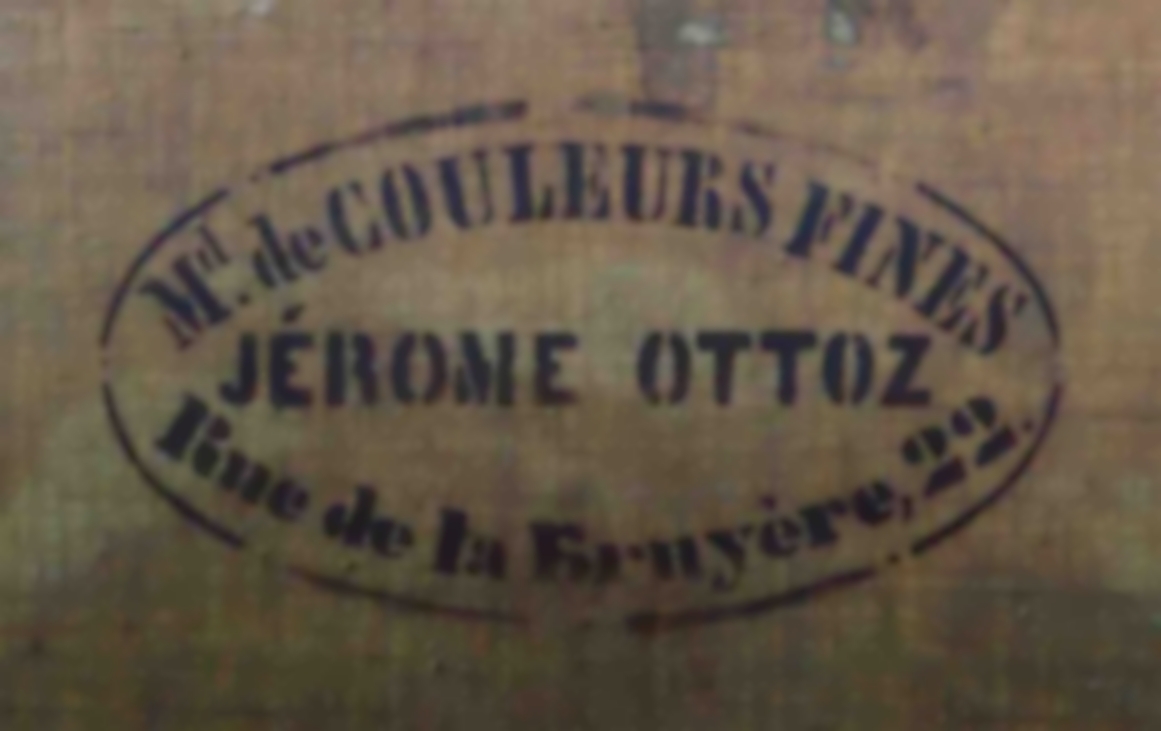 Md. de COULEURS FINES
JÉROME OTTOZ
Rue de la Bruyère, 22.